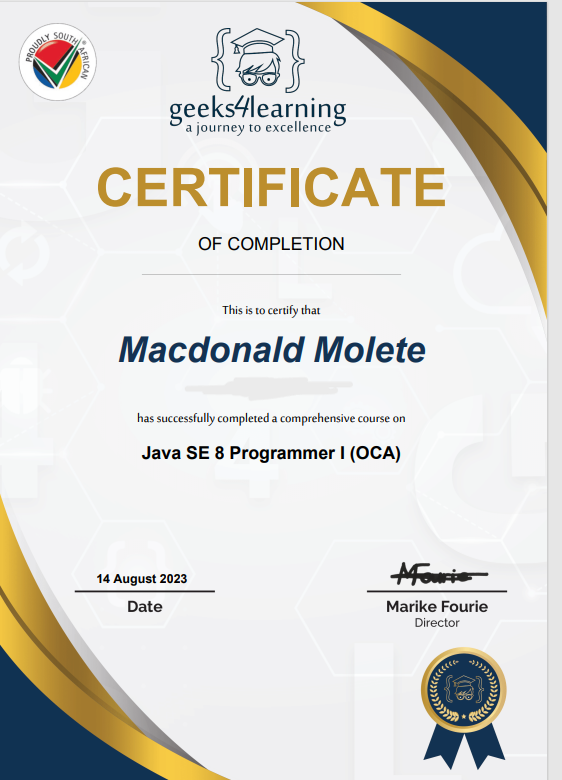 PROUDLY SOUTH AFRICAN
geeks4learning
a journey to excellence
CERTIFICATE
OF COMPLETION
This is to certify that
Macdonald Molete
has successfully completed a comprehensive course on
Java SE 8 Programmer I (OCA)
14 August 2023
Date
MFourie
Marike Fourie
Director